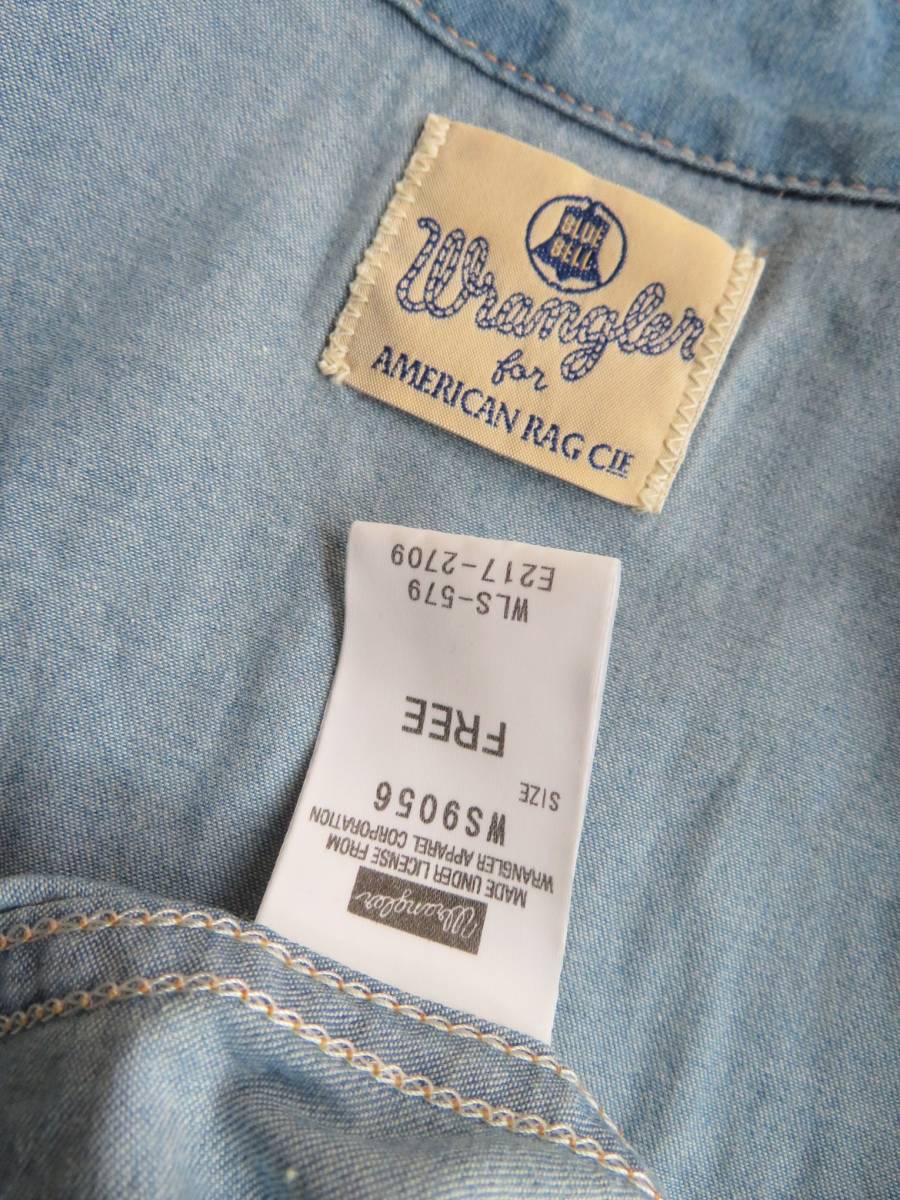 BLUE
BELL
Wrangler
for
AMERICAN RAG CIE
Wrangler
MADE UNDER LICENSE FROM
WRANGLER APPAREL CORPORATION
WS9056
SIZE
FREE
WLS-579
E217-2709